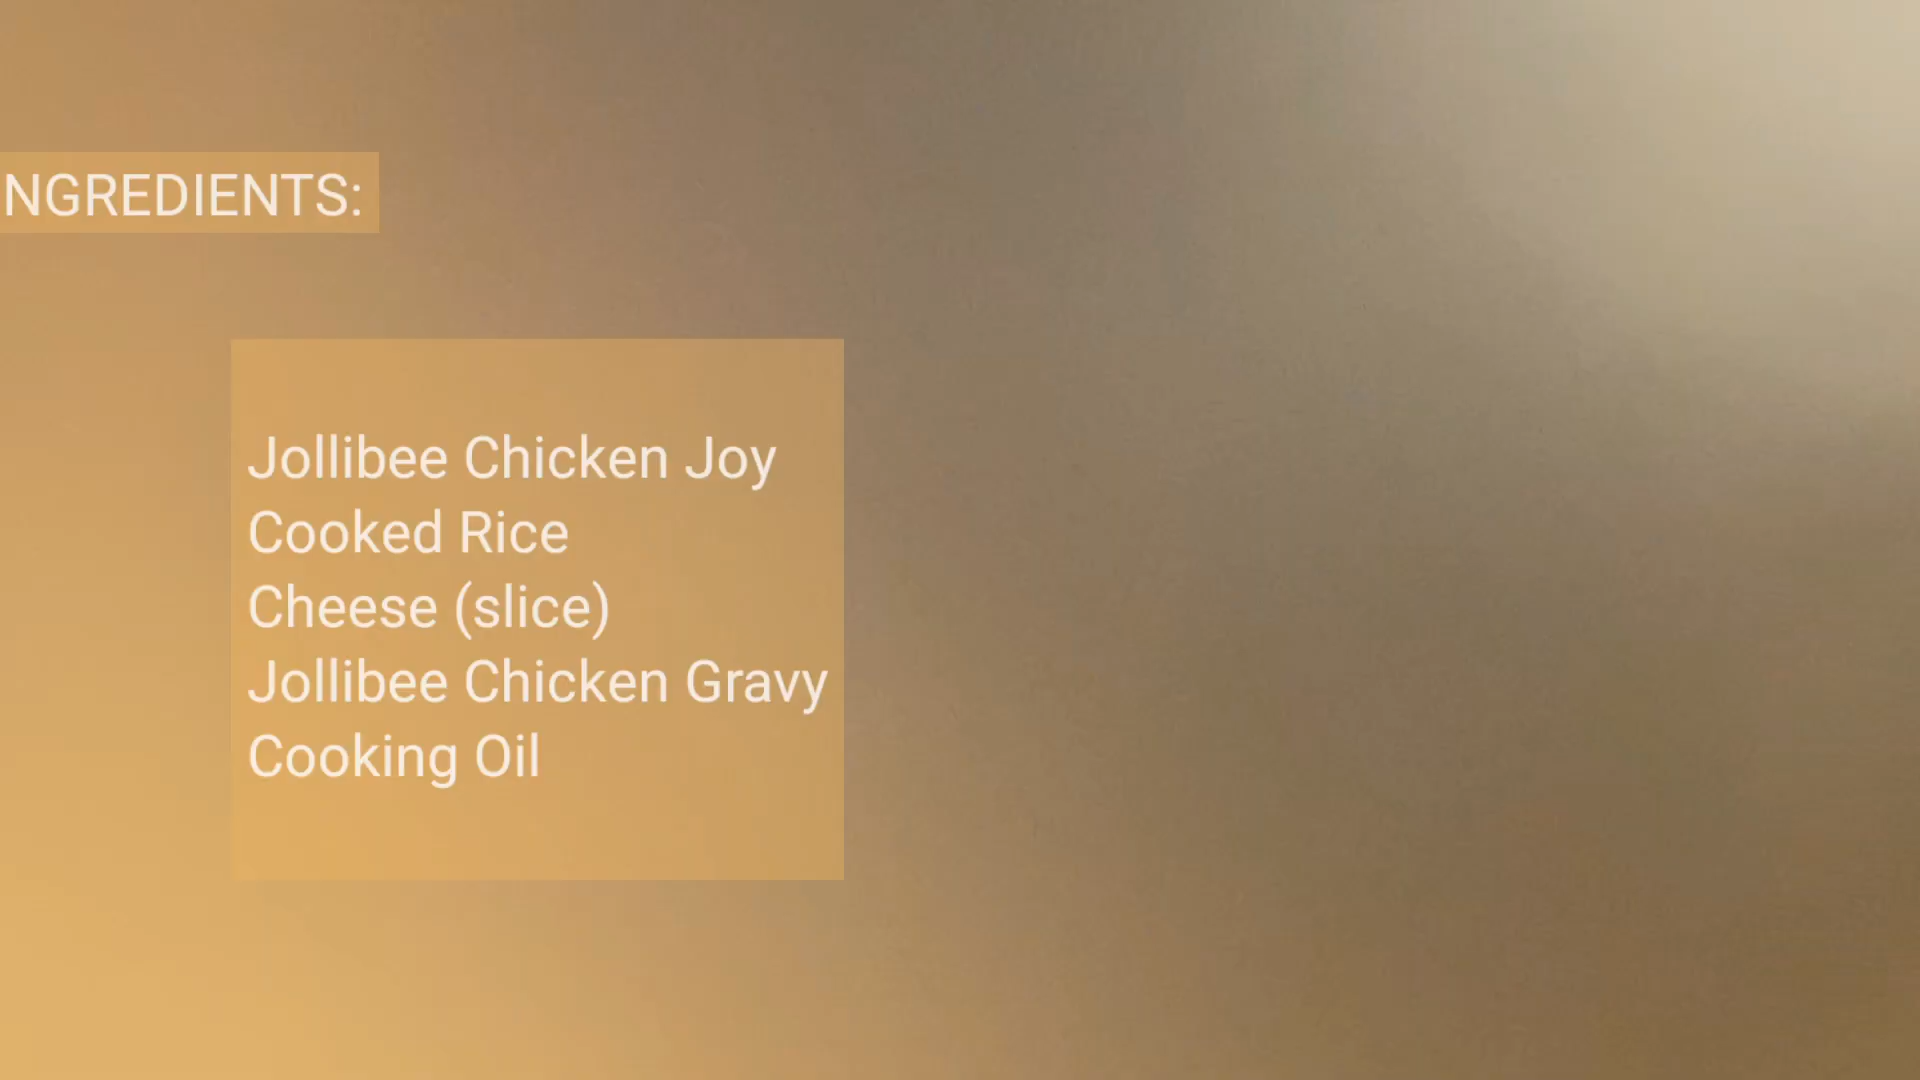 NGREDIENTS:
Jollibee Chicken Joy
Cooked Rice
Cheese (slice)
Jollibee Chicken Gravy
Cooking Oil